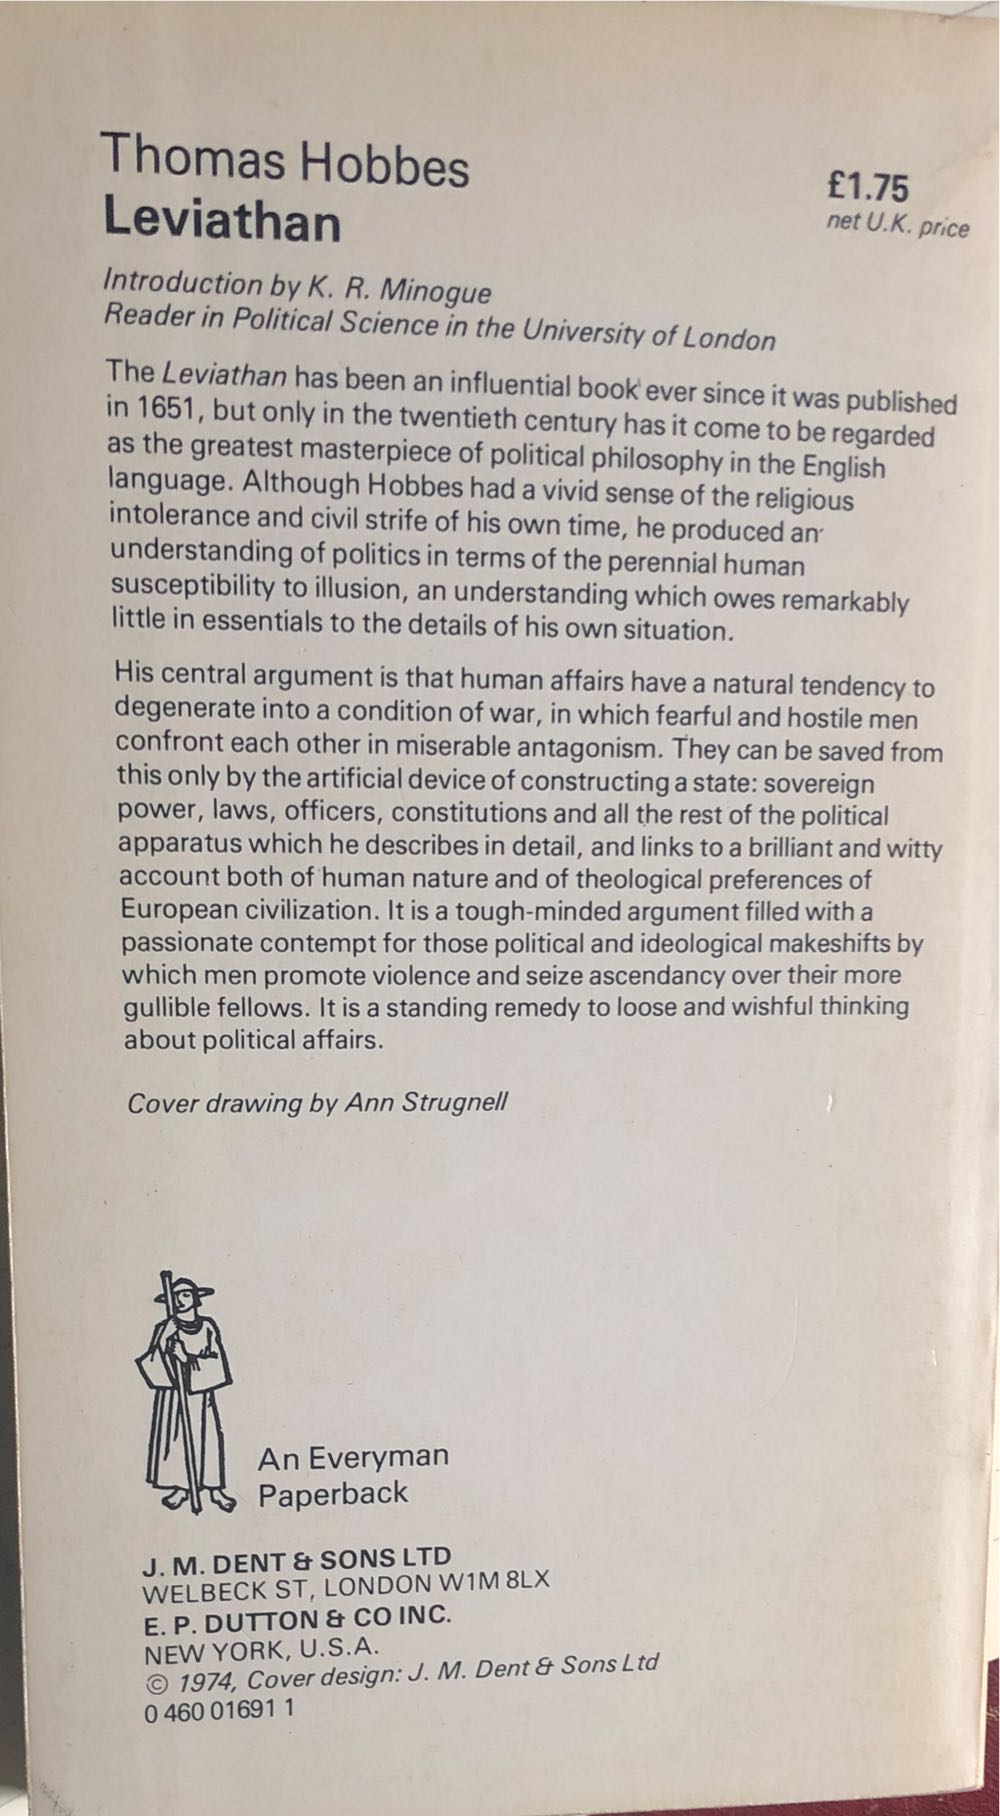 Thomas Hobbes
Leviathan
£1.75
net U.K. price
Introduction by K. R. Minogue
Reader in Political Science in the University of London
The Leviathan has been an influential book ever since it was published
in 1651, but only in the twentieth century has it come to be regarded
as the greatest masterpiece of political philosophy in the English
language. Although Hobbes had a vivid sense of the religious
intolerance and civil strife of his own time, he produced an
understanding of politics in terms of the perennial human
susceptibility to illusion, an understanding which owes remarkably
little in essentials to the details of his own situation.
His central argument is that human affairs have a natural tendency to
degenerate into a condition of war, in which fearful and hostile men
confront each other in miserable antagonism. They can be saved from
this only by the artificial device of constructing a state: sovereign
power, laws, officers, constitutions and all the rest of the political
apparatus which he describes in detail, and links to a brilliant and witty
account both of human nature and of theological preferences of
European civilization. It is a tough-minded argument filled with a
passionate contempt for those political and ideological makeshifts by
which men promote violence and seize ascendancy over their more
gullible fellows. It is a standing remedy to loose and wishful thinking
about political affairs.
Cover drawing by Ann Strugnell
An Everyman
Paperback
J. M. DENT & SONS LTD
WELBECK ST, LONDON W1M 8LX
E. P. DUTTON & CO INC.
NEW YORK, U.S.A.
© 1974, Cover design: J. M. Dent & Sons Ltd
0 460 01691 1